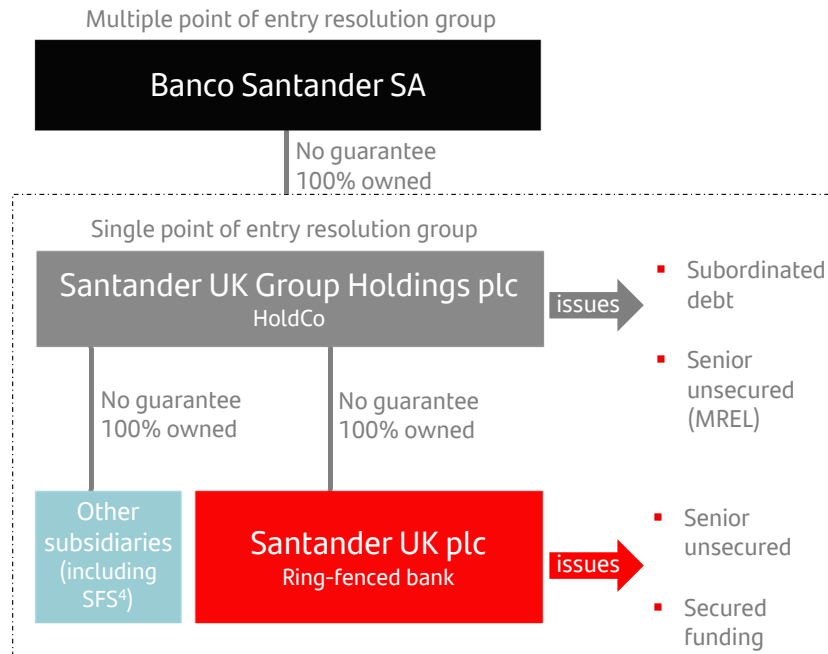 Multiple point of entry resolution group
Banco Santander SA
No guarantee
100% owned
Single point of entry resolution group
Santander UK Group Holdings plc
HoldCo
issues
▪ Subordinated
debt
▪ Senior
unsecured
(MREL)
No guarantee
100% owned
No guarantee
100% owned
Other
subsidiaries
(including
SFS⁴)
Santander UK plc
Ring-fenced bank
issues
▪ Senior
unsecured
▪ Secured
funding